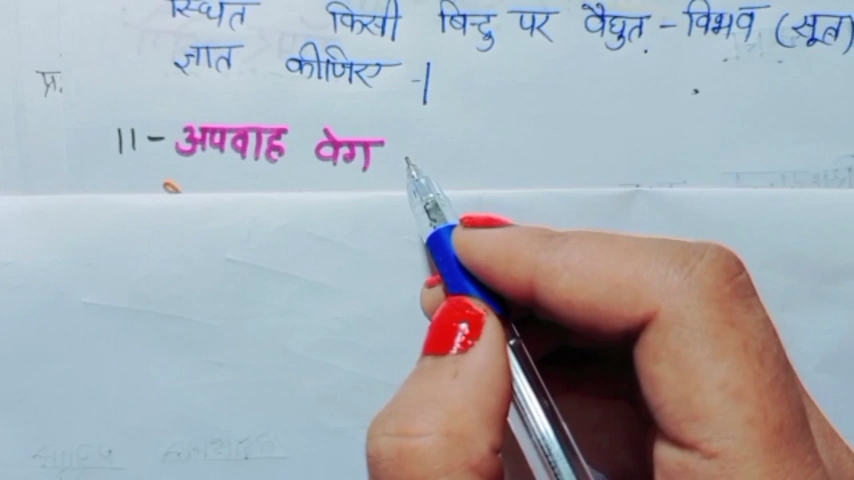 स्थित किसी बिन्दु पर वैद्युत - विभव (सूत्र)
ज्ञात कीजिए -।
प्र.
11- अपवाह वेग